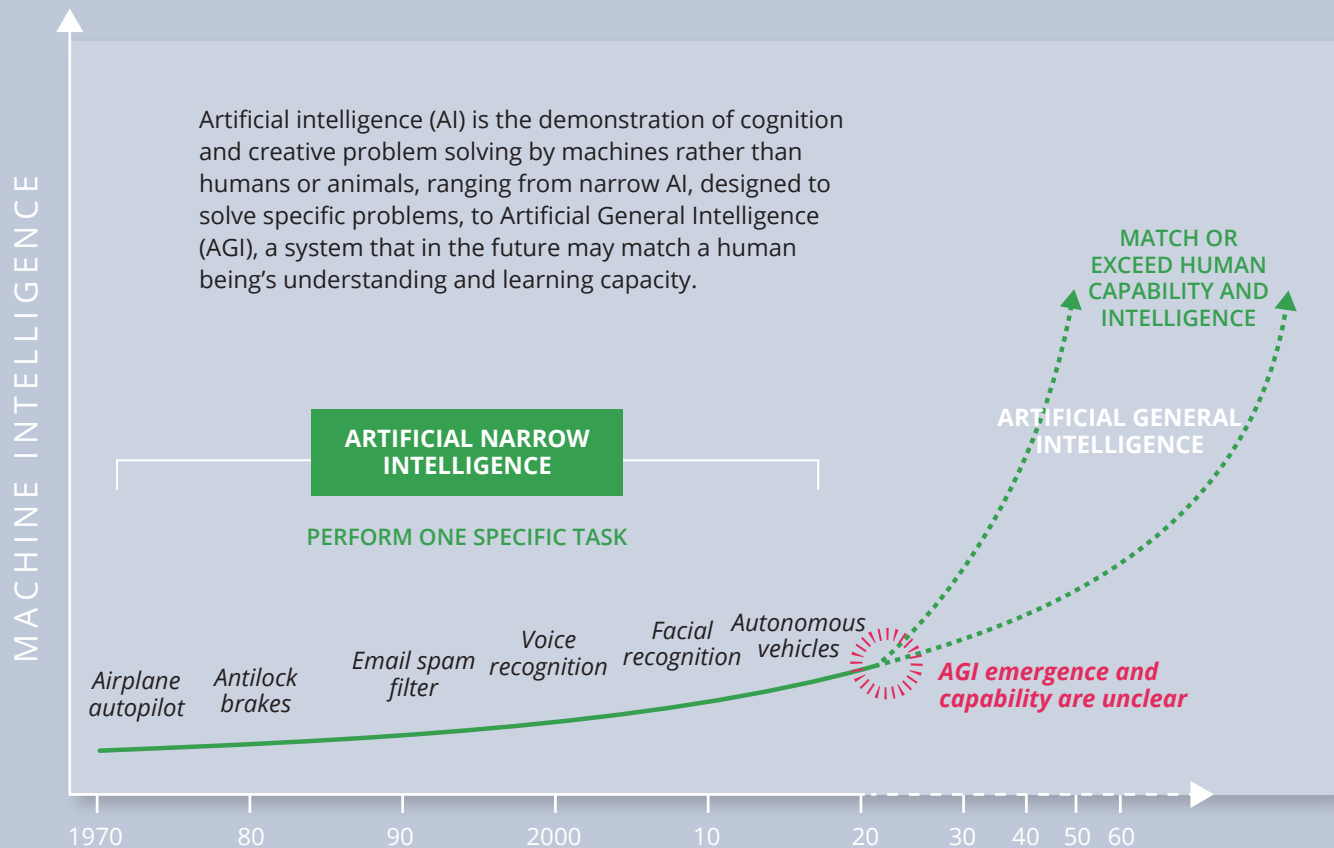 MACHINE INTELLIGENCE
Artificial intelligence (AI) is the demonstration of cognition
and creative problem solving by machines rather than
humans or animals, ranging from narrow AI, designed to
solve specific problems, to Artificial General Intelligence
(AGI), a system that in the future may match a human
being’s understanding and learning capacity.
MATCH OR
EXCEED HUMAN
CAPABILITY AND
INTELLIGENCE
ARTIFICIAL GENERAL
INTELLIGENCE
ARTIFICIAL NARROW
INTELLIGENCE
PERFORM ONE SPECIFIC TASK
Airplane
autopilot
Antilock
brakes
Email spam
filter
Voice
recognition
Facial
recognition
Autonomous
vehicles
AGI emergence and
capability are unclear
1970 80 90 2000 10 20 30 40 50 60